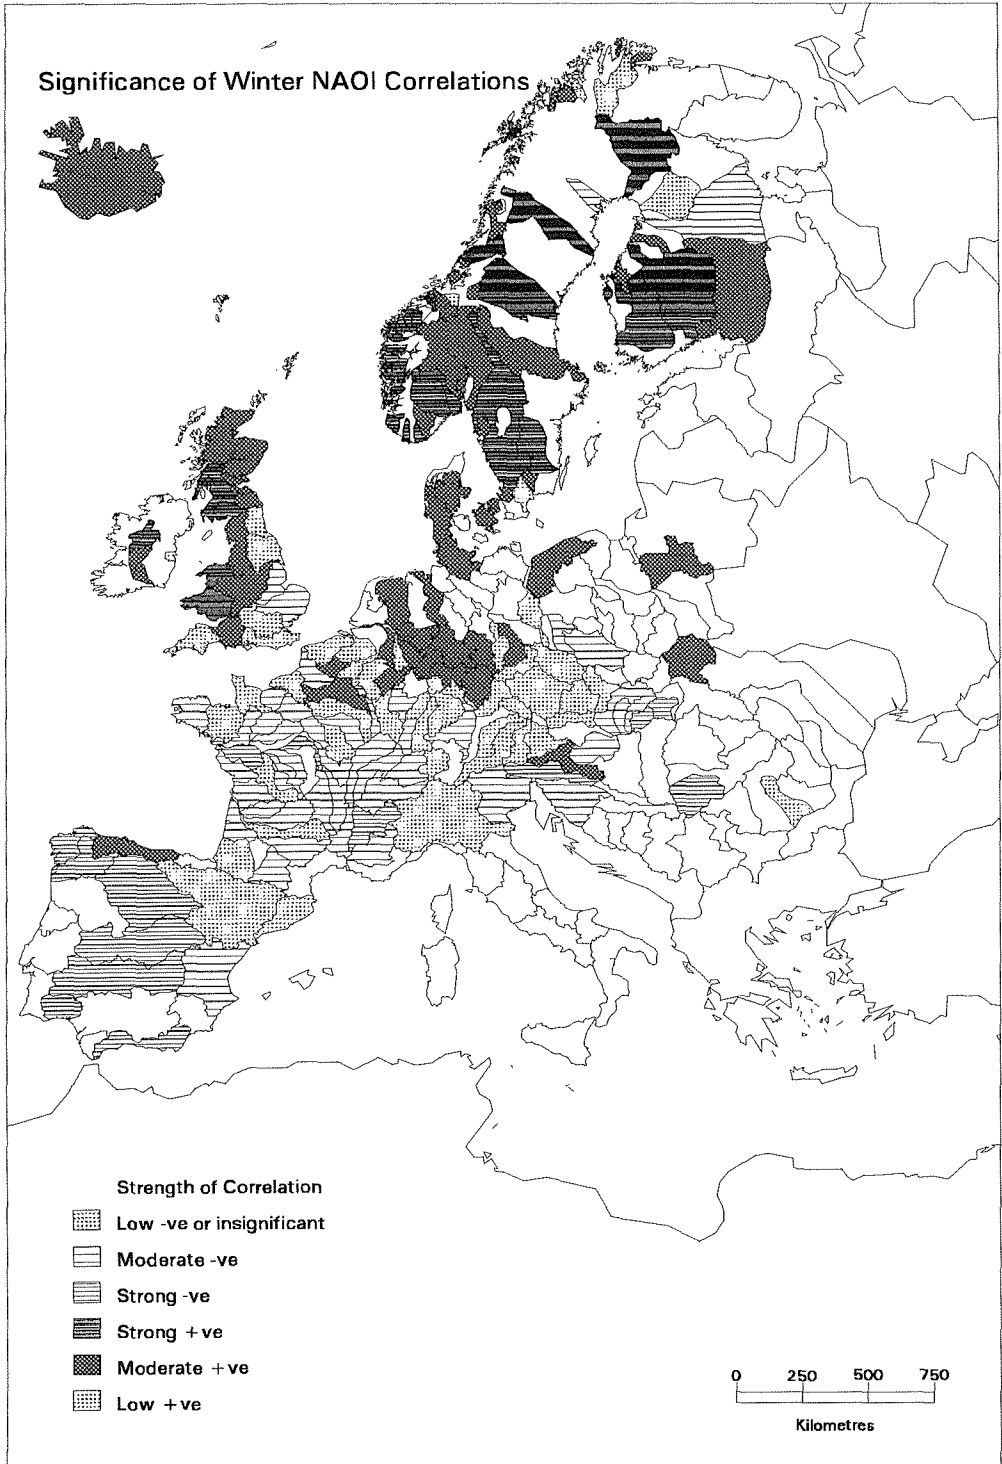 Significance of Winter NAOI Correlations
Strength of Correlation
Low -ve or insignificant
Moderate -ve
Strong -ve
Strong +ve
Moderate +ve
Low +ve
0 250 500 750
Kilometres